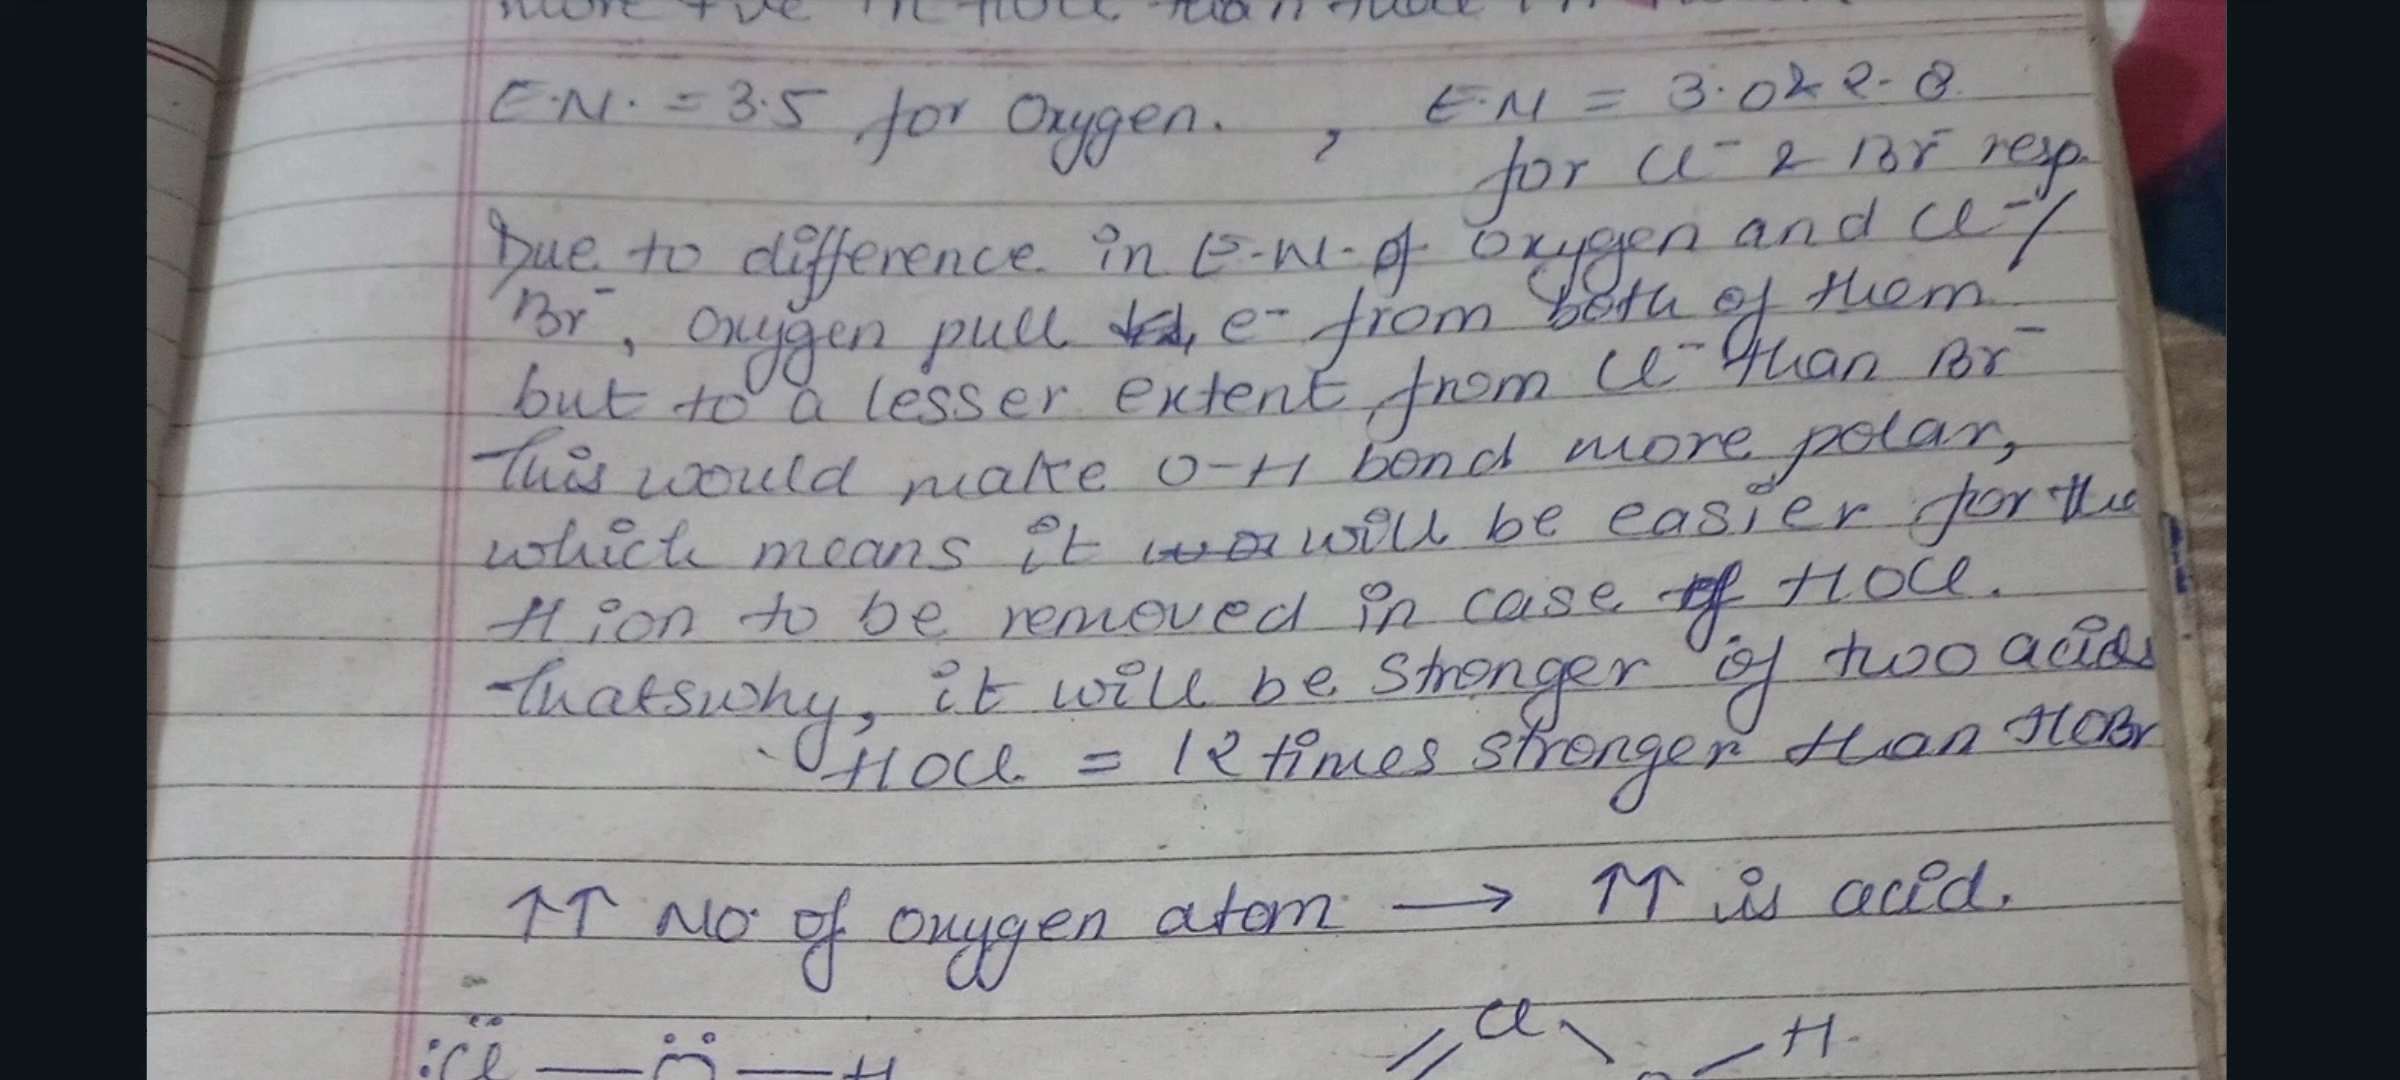 E.N. = 3.5 for Oxygen. , E.N = 3.0 & 2.8
for Cl⁻ & Br⁻ resp.
Due to difference in E.N. of Oxygen and Cl⁻/
Br⁻, oxygen pull e⁻ from both of them
but to a lesser extent from Cl⁻ than Br⁻
This would make O-H bond more polar,
which means it will be easier for the
H ion to be removed in case of HOCl.
Thatswhy, it will be stronger of two acids
HOCl = 12 times stronger than HOBr
↑↑ No. of oxygen atom → ↑↑ is acid.
:Cl — O — H
Cl H